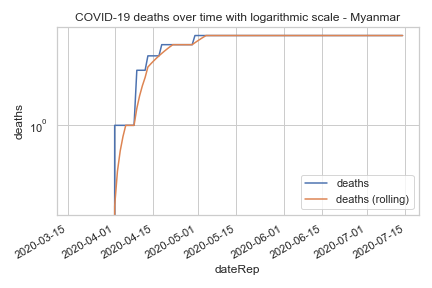 COVID-19 deaths over time with logarithmic scale - Myanmar
deaths
10⁰
deaths
deaths (rolling)
2020-03-15
2020-04-01
2020-04-15
2020-05-01
2020-05-15
2020-06-01
2020-06-15
2020-07-01
2020-07-15
dateRep